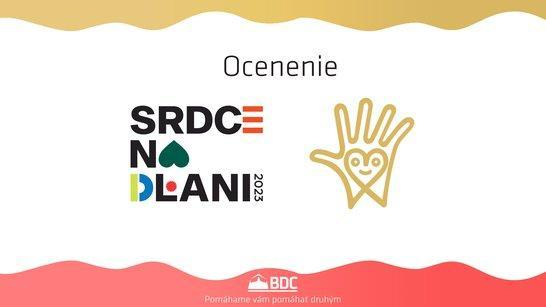 Ocenenie
SRDCE
NA
DLANI 2023
BDC
Pomáhame vám pomáhať druhým